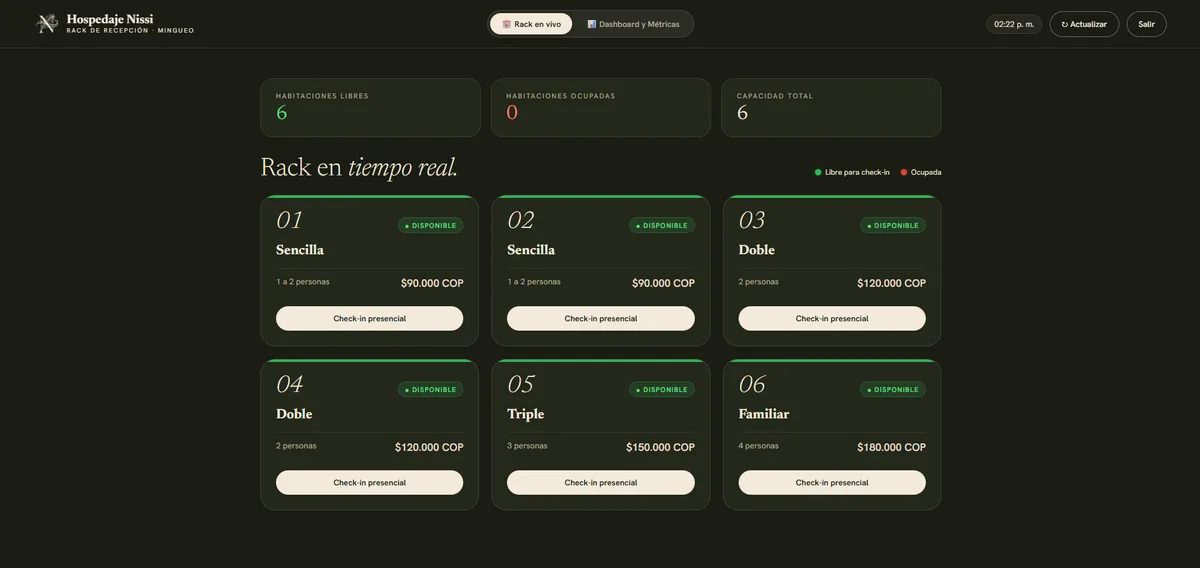 Hospedaje Nissi
RACK DE RECEPCIÓN · MINGUEO
Rack en vivo
Dashboard y Métricas
02:22 p. m.
↻ Actualizar
Salir
HABITACIONES LIBRES
6
HABITACIONES OCUPADAS
0
CAPACIDAD TOTAL
6
Rack en tiempo real.
Libre para check-in
Ocupada
01
DISPONIBLE
Sencilla
1 a 2 personas
$90.000 COP
Check-in presencial
02
DISPONIBLE
Sencilla
1 a 2 personas
$90.000 COP
Check-in presencial
03
DISPONIBLE
Doble
2 personas
$120.000 COP
Check-in presencial
04
DISPONIBLE
Doble
2 personas
$120.000 COP
Check-in presencial
05
DISPONIBLE
Triple
3 personas
$150.000 COP
Check-in presencial
06
DISPONIBLE
Familiar
4 personas
$180.000 COP
Check-in presencial